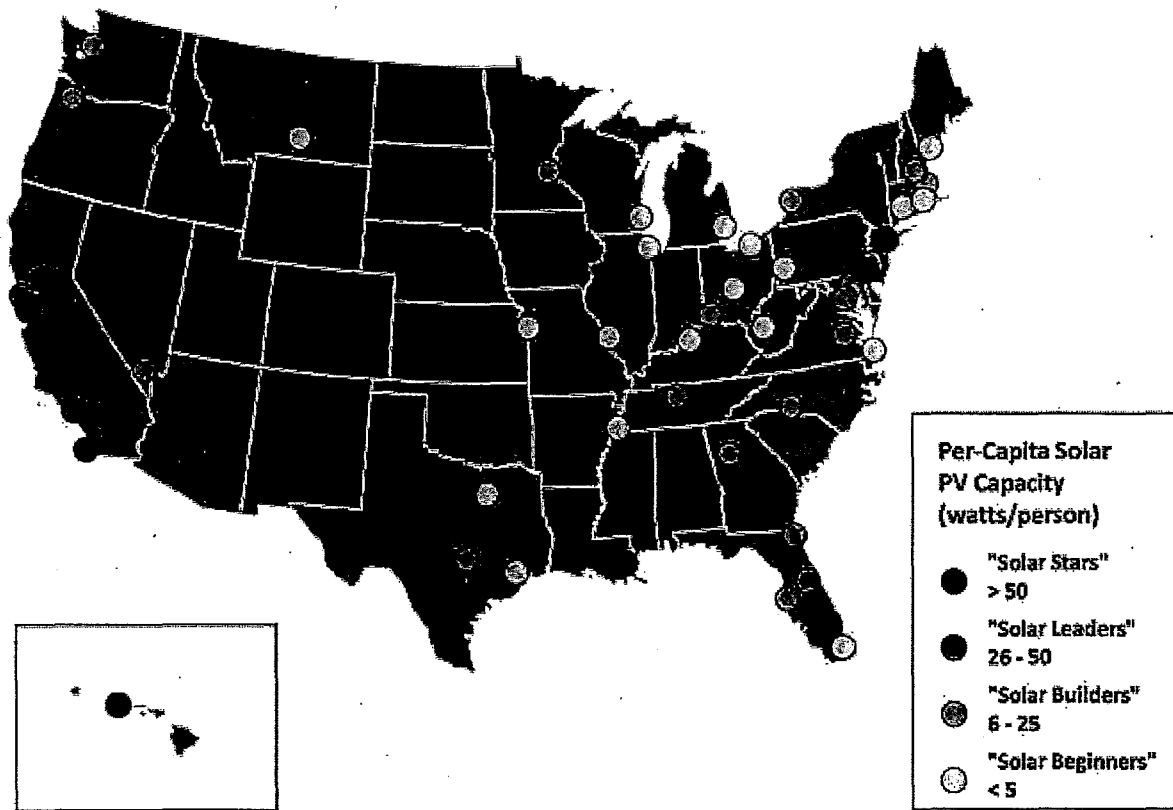 Per-Capita Solar
PV Capacity
(watts/person)
"Solar Stars"
> 50
"Solar Leaders"
26 - 50
"Solar Builders"
6 - 25
"Solar Beginners"
< 5